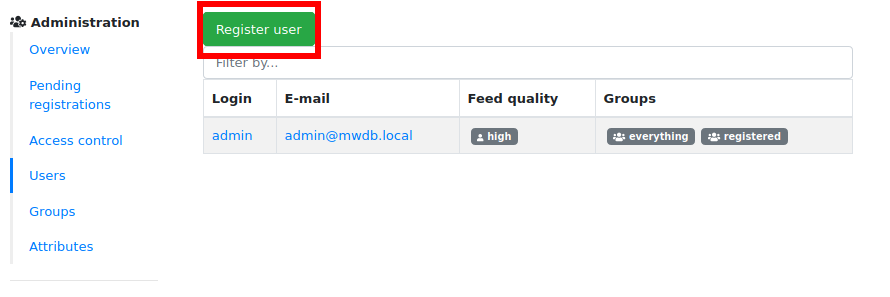 Administration
Overview
Pending
registrations
Access control
Users
Groups
Attributes
Register user
Filter by...
Login E-mail Feed quality Groups
admin admin@mwdb.local high everything registered